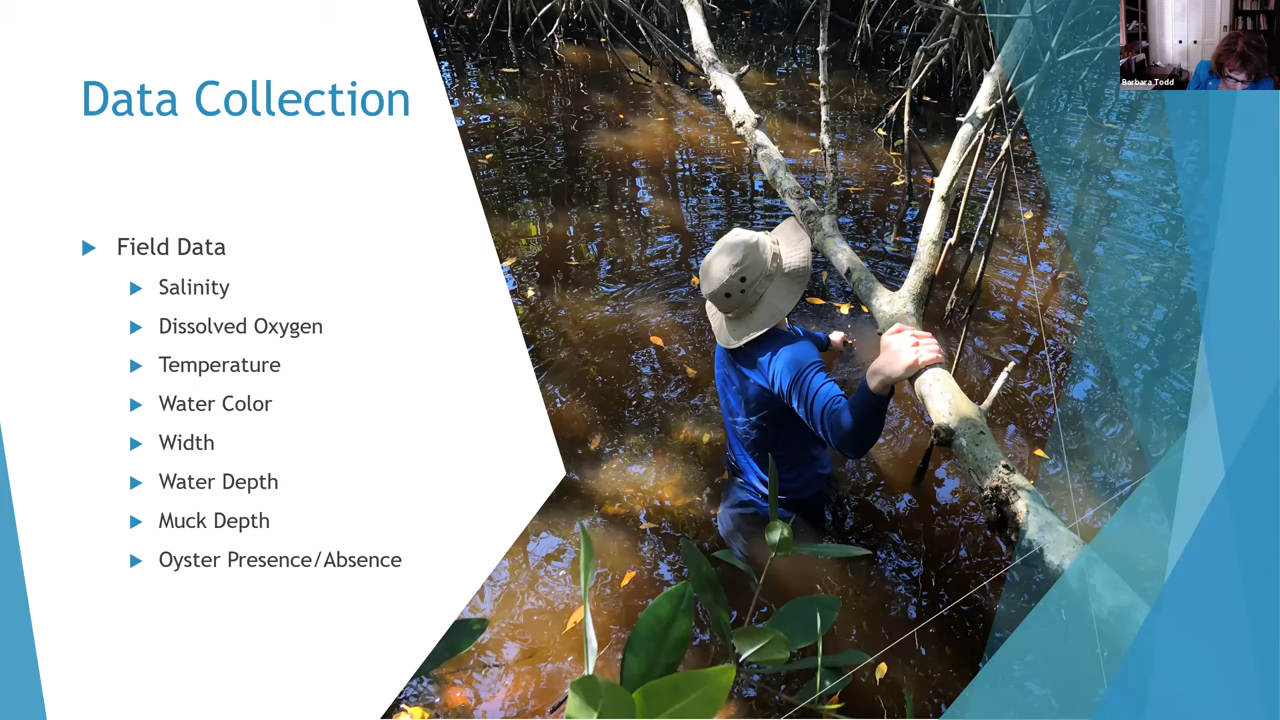 Data Collection
Field Data
Salinity
Dissolved Oxygen
Temperature
Water Color
Width
Water Depth
Muck Depth
Oyster Presence/Absence
Barbara Todd